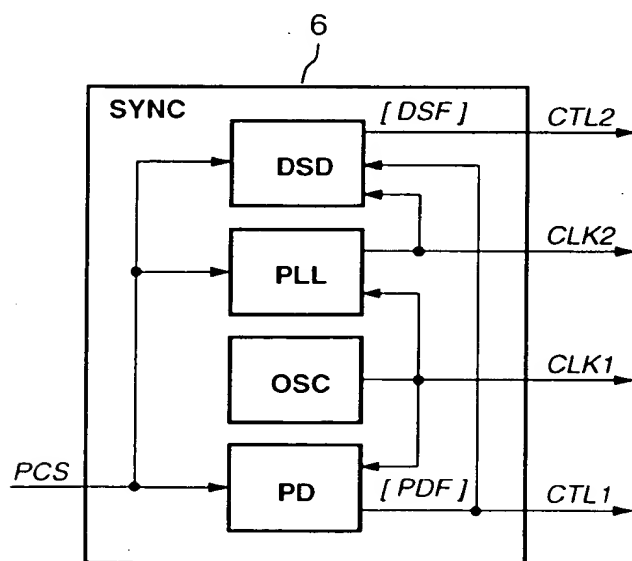 6
SYNC
[ DSF ]
CTL2
DSD
CLK2
PLL
CLK1
OSC
PCS
PD
[ PDF ]
CTL1